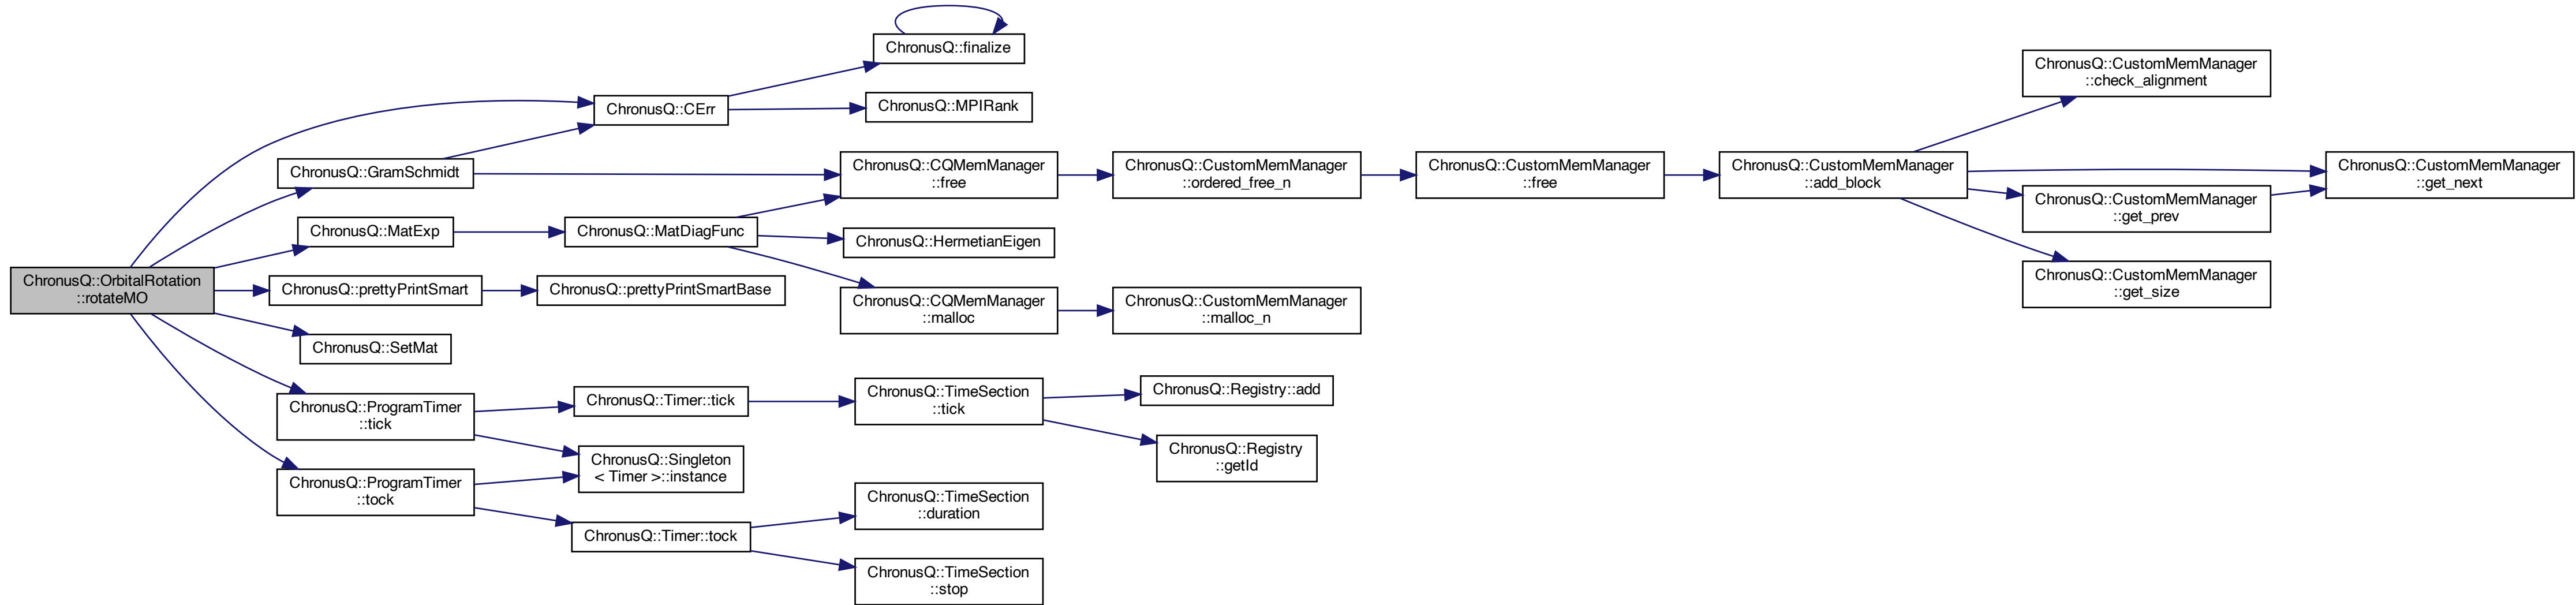 ChronusQ::OrbitalRotation
::rotateMO
ChronusQ::CErr
ChronusQ::finalize
ChronusQ::MPIRank
ChronusQ::GramSchmidt
ChronusQ::CQMemManager
::free
ChronusQ::CustomMemManager
::ordered_free_n
ChronusQ::CustomMemManager
::free
ChronusQ::CustomMemManager
::add_block
ChronusQ::CustomMemManager
::check_alignment
ChronusQ::CustomMemManager
::get_next
ChronusQ::CustomMemManager
::get_prev
ChronusQ::CustomMemManager
::get_size
ChronusQ::MatExp
ChronusQ::MatDiagFunc
ChronusQ::HermetianEigen
ChronusQ::CQMemManager
::malloc
ChronusQ::CustomMemManager
::malloc_n
ChronusQ::prettyPrintSmart
ChronusQ::prettyPrintSmartBase
ChronusQ::SetMat
ChronusQ::ProgramTimer
::tick
ChronusQ::Timer::tick
ChronusQ::TimeSection
::tick
ChronusQ::Registry::add
ChronusQ::Registry
::getId
ChronusQ::Singleton
< Timer >::instance
ChronusQ::ProgramTimer
::tock
ChronusQ::Timer::tock
ChronusQ::TimeSection
::duration
ChronusQ::TimeSection
::stop